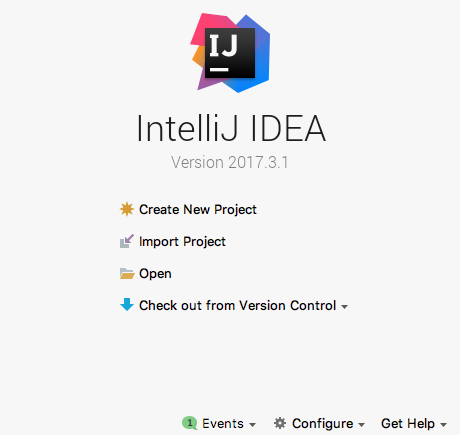 IJ
IntelliJ IDEA
Version 2017.3.1
Create New Project
Import Project
Open
Check out from Version Control
1 Events Configure Get Help